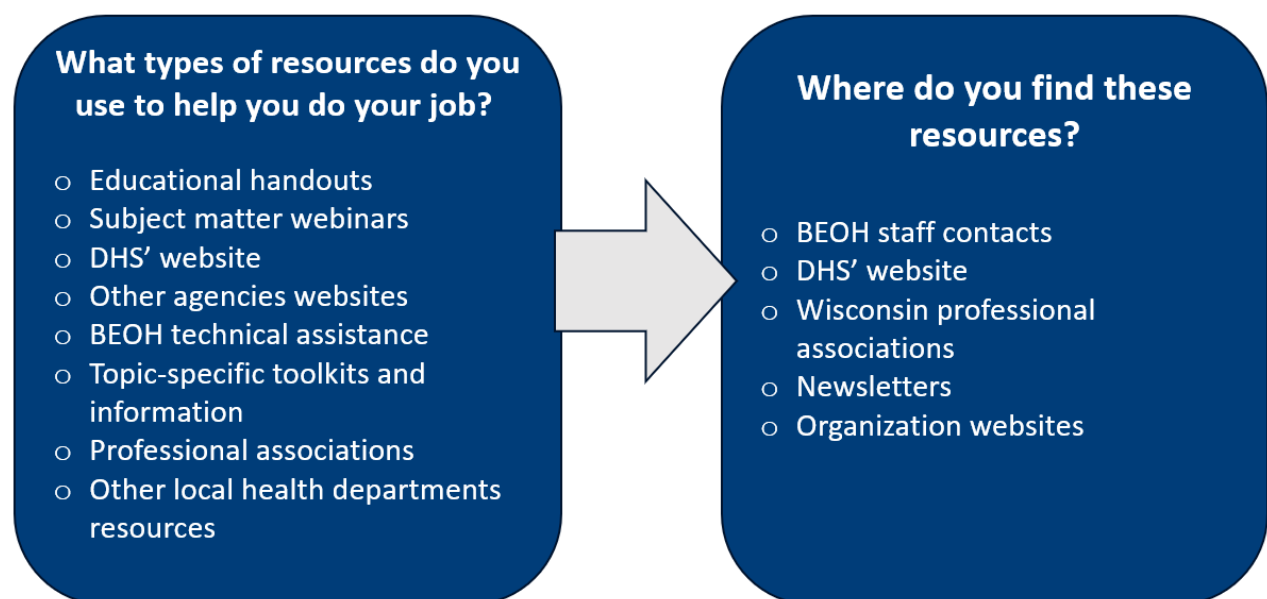 What types of resources do you
use to help you do your job?
o Educational handouts
o Subject matter webinars
o DHS’ website
o Other agencies websites
o BEOH technical assistance
o Topic-specific toolkits and
information
o Professional associations
o Other local health departments
resources
Where do you find these
resources?
o BEOH staff contacts
o DHS’ website
o Wisconsin professional
associations
o Newsletters
o Organization websites